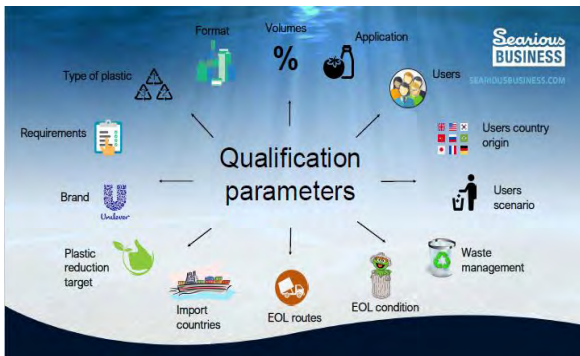 Searious
BUSINESS
SEARIOUSBUSINESS.COM
Format
Volumes
%
Application
Type of plastic
Users
Requirements
Users country
origin
Qualification
parameters
Brand
Unilever
Users
scenario
Plastic
reduction
target
Waste
management
Import
countries
EOL routes
EOL condition